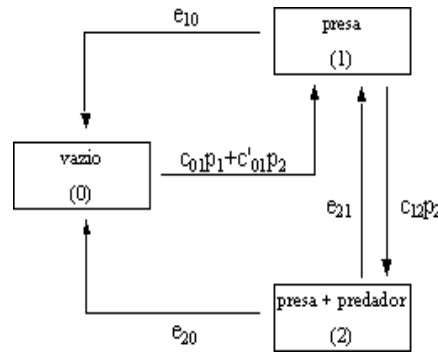 e10
presa
(1)
vazio
(0)
c01p1+c'01p2
e21
c12p2
presa + predador
(2)
e20